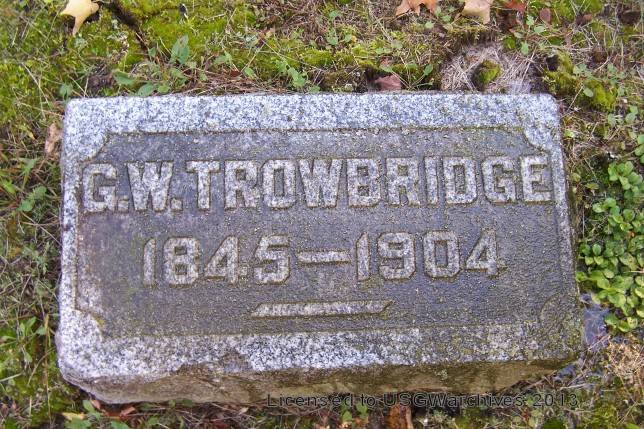 G.W.TROWBRIDGE
1845–1904
Licensed to USGWarchives 2013